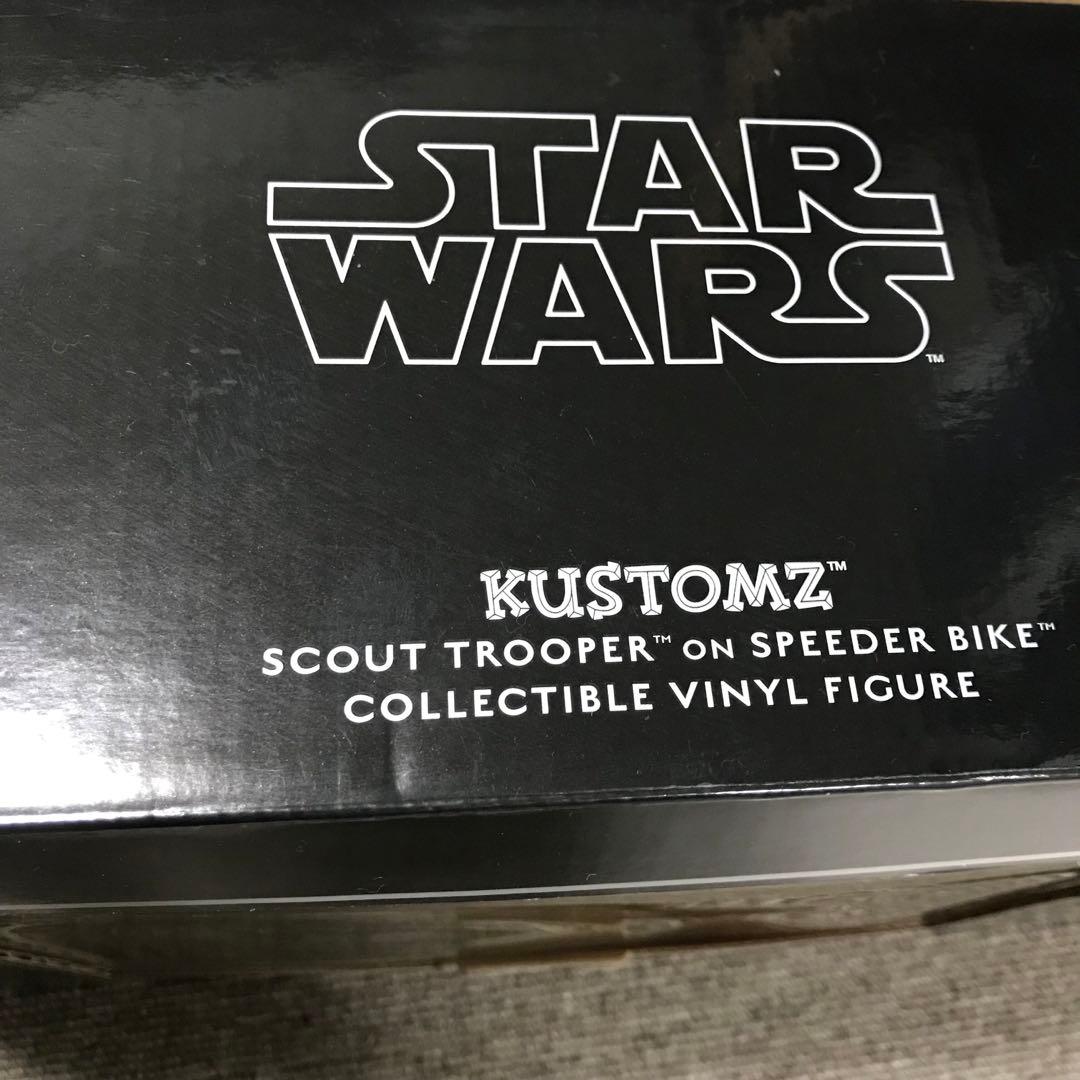 STAR
WARS™
KUSTOMZ™
SCOUT TROOPER™ ON SPEEDER BIKE™
COLLECTIBLE VINYL FIGURE